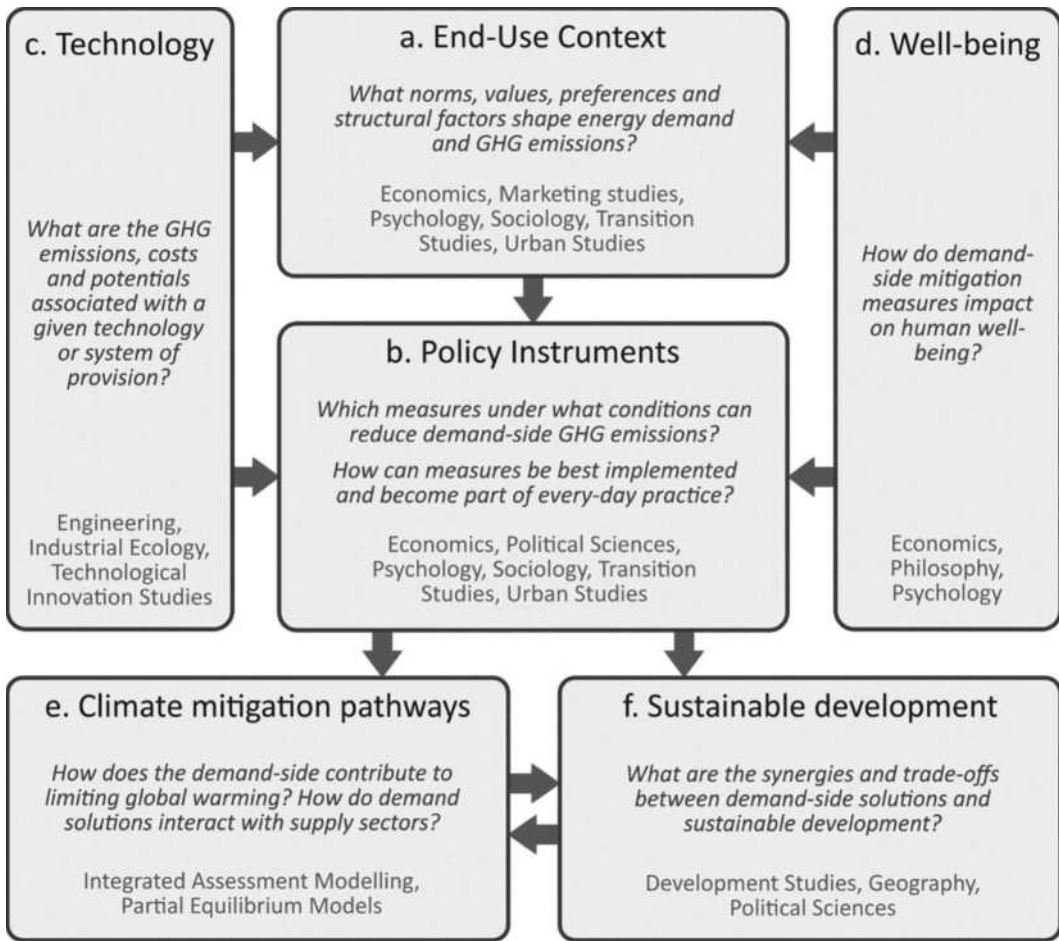 c. Technology
What are the GHG
emissions, costs
and potentials
associated with a
given technology
or system of
provision?
Engineering,
Industrial Ecology,
Technological
Innovation Studies
a. End-Use Context
What norms, values, preferences and
structural factors shape energy demand
and GHG emissions?
Economics, Marketing studies,
Psychology, Sociology, Transition
Studies, Urban Studies
b. Policy Instruments
Which measures under what conditions can
reduce demand-side GHG emissions?
How can measures be best implemented
and become part of every-day practice?
Economics, Political Sciences,
Psychology, Sociology, Transition
Studies, Urban Studies
d. Well-being
How do demand-
side mitigation
measures impact
on human well-
being?
Economics,
Philosophy,
Psychology
e. Climate mitigation pathways
How does the demand-side contribute to
limiting global warming? How do demand
solutions interact with supply sectors?
Integrated Assessment Modelling,
Partial Equilibrium Models
f. Sustainable development
What are the synergies and trade-offs
between demand-side solutions and
sustainable development?
Development Studies, Geography,
Political Sciences